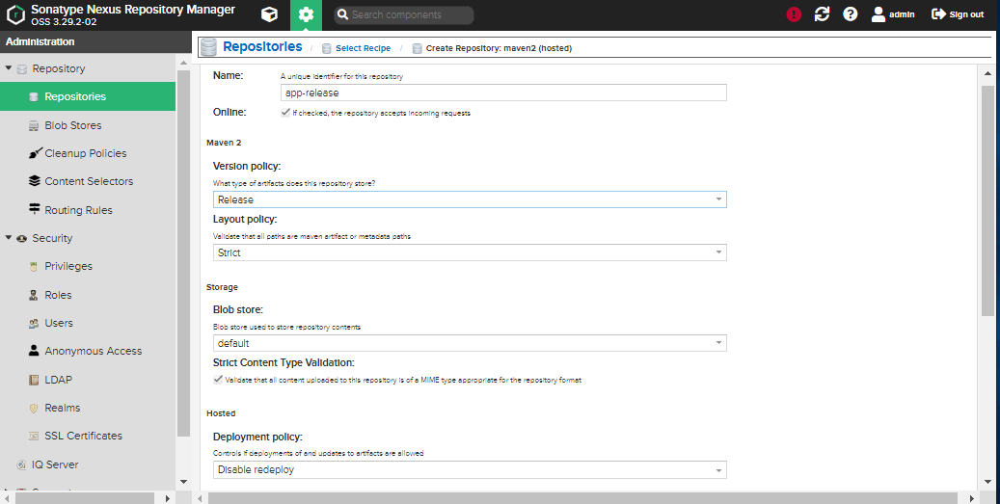 Sonatype Nexus Repository Manager
OSS 3.29.2-02
Search components
admin
Sign out
Administration
Repository
Repositories
Blob Stores
Cleanup Policies
Content Selectors
Routing Rules
Security
Privileges
Roles
Users
Anonymous Access
LDAP
Realms
SSL Certificates
IQ Server
Repositories / Select Recipe / Create Repository: maven2 (hosted)
Name: A unique identifier for this repository
app-release
Online: If checked, the repository accepts incoming requests
Maven 2
Version policy:
What type of artifacts does this repository store?
Release
Layout policy:
Validate that all paths are maven artifact or metadata paths
Strict
Storage
Blob store:
Blob store used to store repository contents
default
Strict Content Type Validation:
Validate that all content uploaded to this repository is of a MIME type appropriate for the repository format
Hosted
Deployment policy:
Controls if deployments of and updates to artifacts are allowed
Disable redeploy